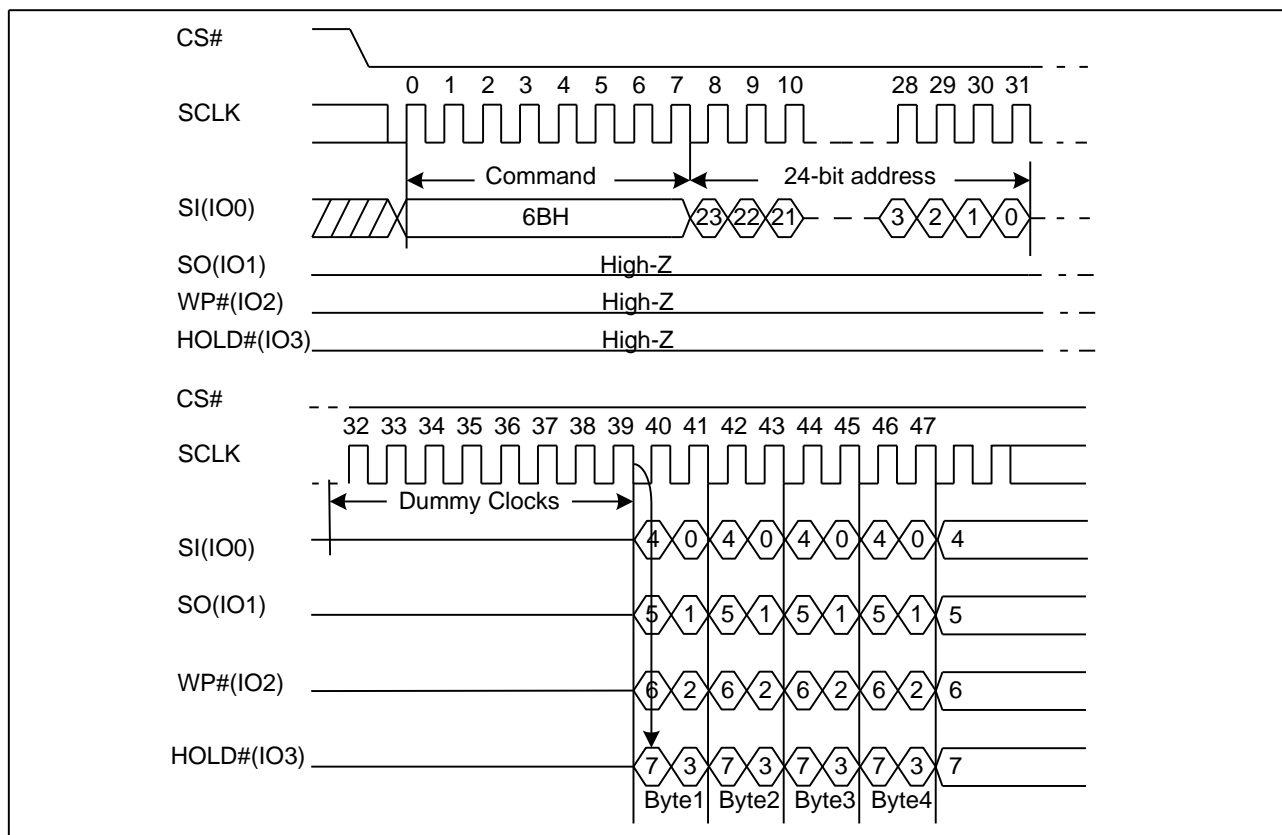 CS#
0 1 2 3 4 5 6 7 8 9 10 28 29 30 31
SCLK
Command 24-bit address
SI(IO0) 6BH 23 22 21 3 2 1 0
SO(IO1) High-Z
WP#(IO2) High-Z
HOLD#(IO3) High-Z
CS#
32 33 34 35 36 37 38 39 40 41 42 43 44 45 46 47
SCLK
Dummy Clocks
SI(IO0) 4 0 4 0 4 0 4 0 4
SO(IO1) 5 1 5 1 5 1 5 1 5
WP#(IO2) 6 2 6 2 6 2 6 2 6
HOLD#(IO3) 7 3 7 3 7 3 7 3 7
Byte1 Byte2 Byte3 Byte4